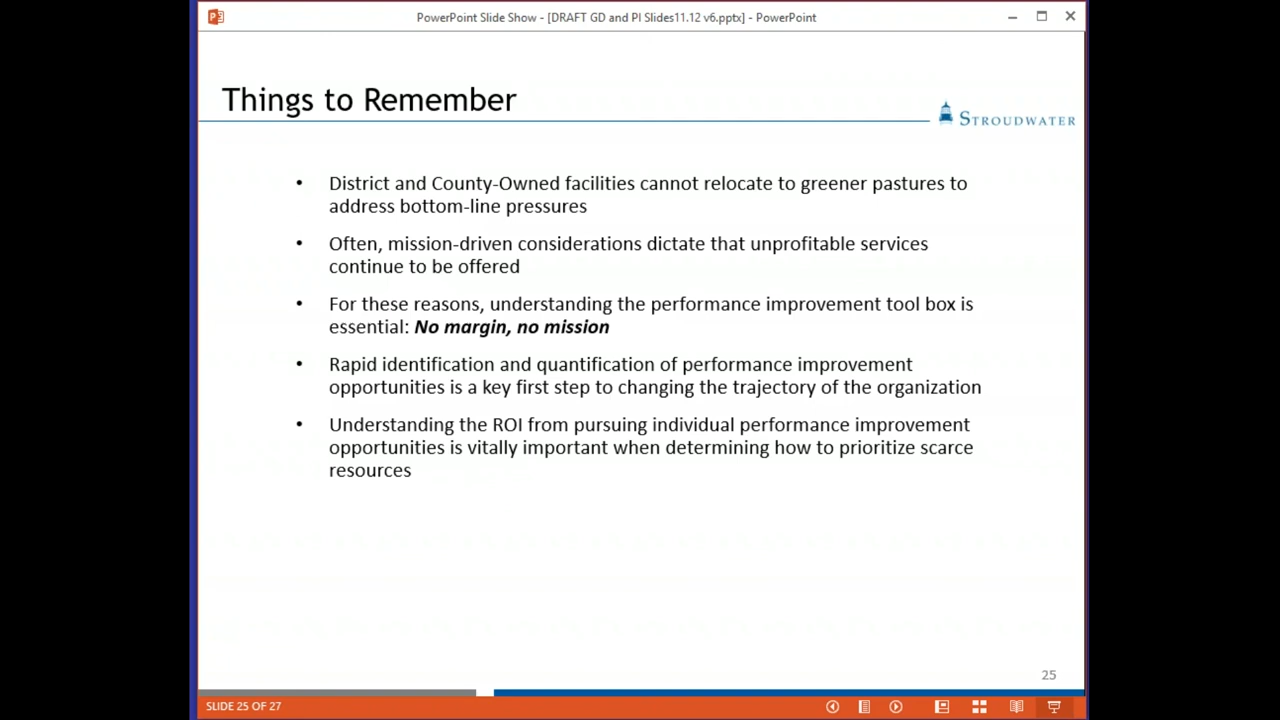 PowerPoint Slide Show - [DRAFT GD and PI Slides11.12 v6.pptx] - PowerPoint
Things to Remember
STROUDWATER
• District and County-Owned facilities cannot relocate to greener pastures to
address bottom-line pressures
• Often, mission-driven considerations dictate that unprofitable services
continue to be offered
• For these reasons, understanding the performance improvement tool box is
essential: No margin, no mission
• Rapid identification and quantification of performance improvement
opportunities is a key first step to changing the trajectory of the organization
• Understanding the ROI from pursuing individual performance improvement
opportunities is vitally important when determining how to prioritize scarce
resources
25
SLIDE 25 OF 27